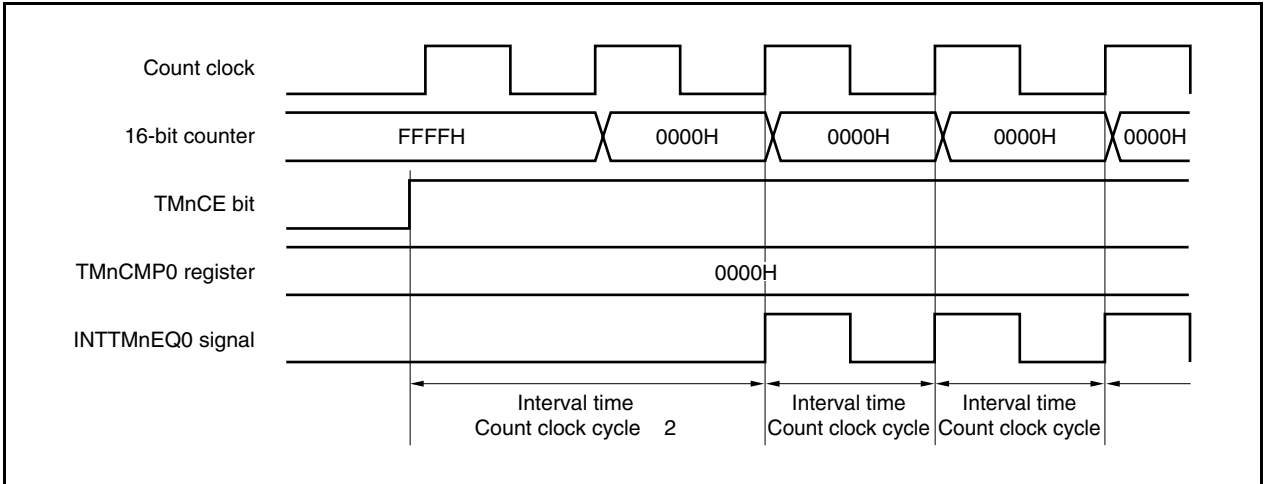 Count clock
16-bit counter
FFFFH
0000H
0000H
0000H
0000H
TMnCE bit
TMnCMP0 register
0000H
INTTMnEQ0 signal
Interval time
Count clock cycle 2
Interval time
Count clock cycle
Interval time
Count clock cycle